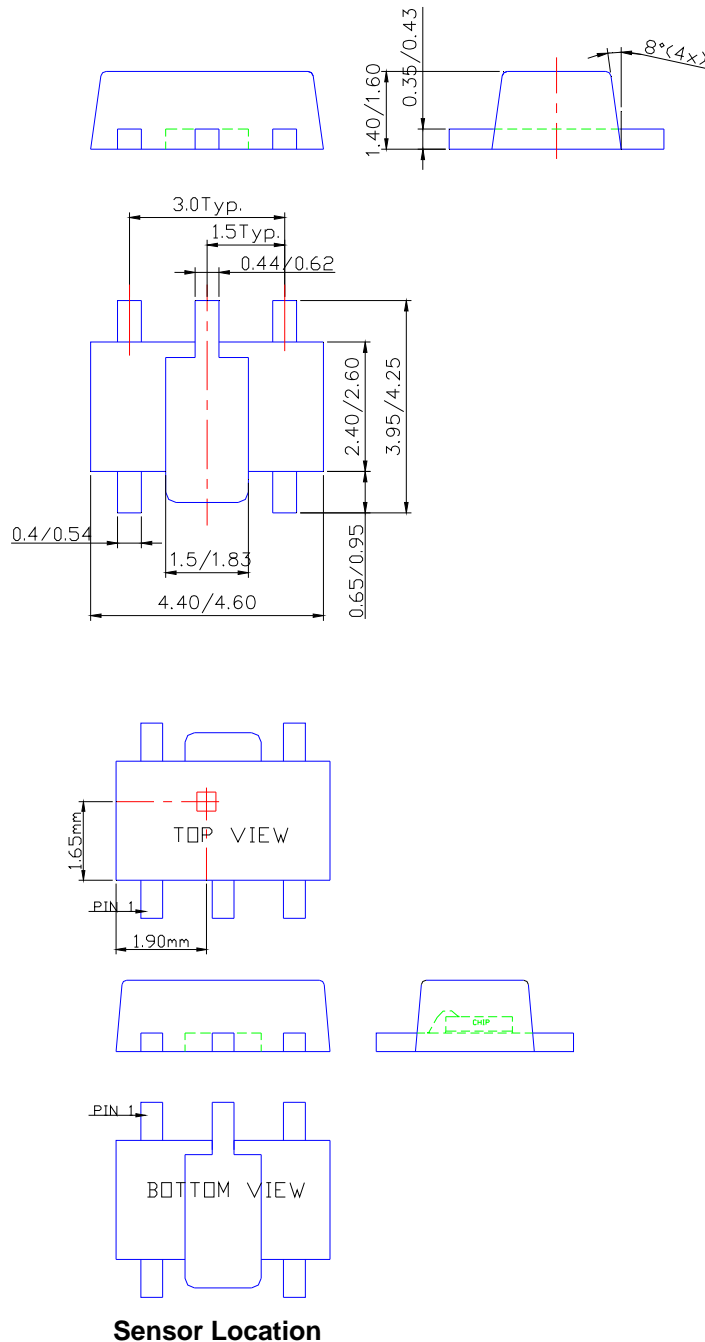 1.40/1.60
0.35/0.43
8°(4x)
3.0Typ.
1.5Typ.
0.44/0.62
2.40/2.60
3.95/4.25
0.65/0.95
0.4/0.54
1.5/1.83
4.40/4.60
1.65mm
TOP VIEW
PIN 1
1.90mm
CHIP
PIN 1
BOTTOM VIEW
Sensor Location